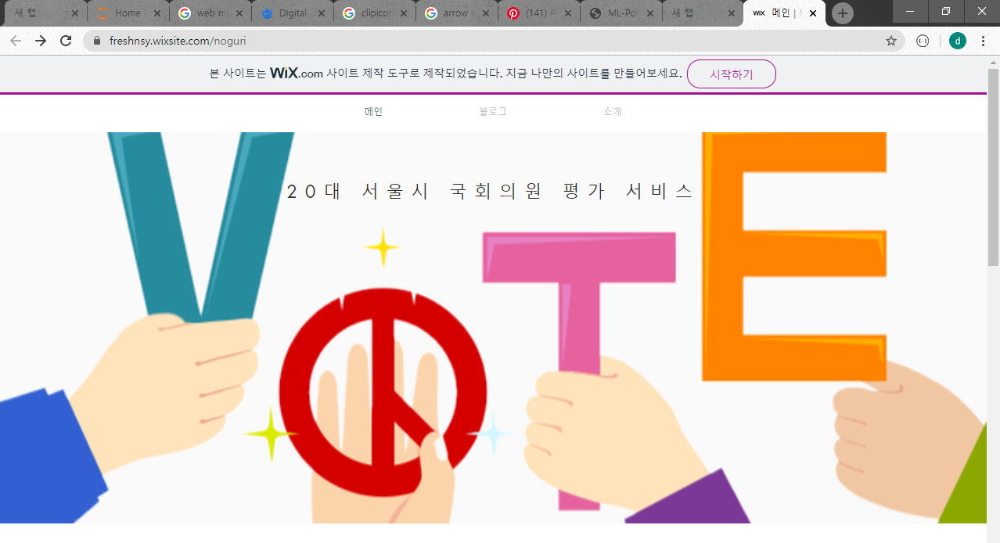 새 탭
Home
web m
Digital
clipicon
arrow i
(141) P
ML-Por
새 탭
WIX 메인 |
freshnsy.wixsite.com/noguri
d
본 사이트는 WIX.com 사이트 제작 도구로 제작되었습니다. 지금 나만의 사이트를 만들어보세요. 시작하기
메인 블로그 소개
20대 서울시 국회의원 평가 서비스
VOTE